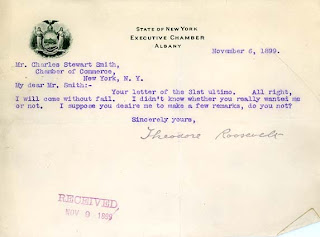 STATE OF NEW YORK
EXECUTIVE CHAMBER
ALBANY
November 6, 1899.
Mr. Charles Stewart Smith,
Chamber of Commerce,
New York, N. Y.
My dear Mr. Smith:-
Your letter of the 31st ultimo. All right,
I will come without fail. I didn't know whether you really wanted me
or not. I suppose you desire me to make a few remarks, do you not?
Sincerely yours,
Theodore Roosevelt
RECEIVED
NOV 9 1899